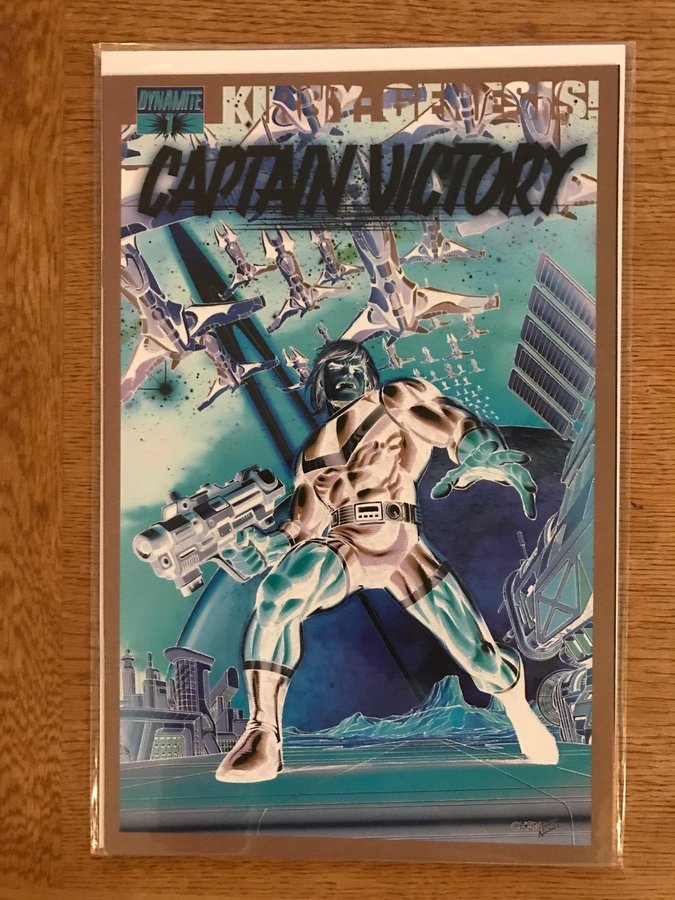 DYNAMITE
1
KIRBY: GENESIS!
CAPTAIN VICTORY